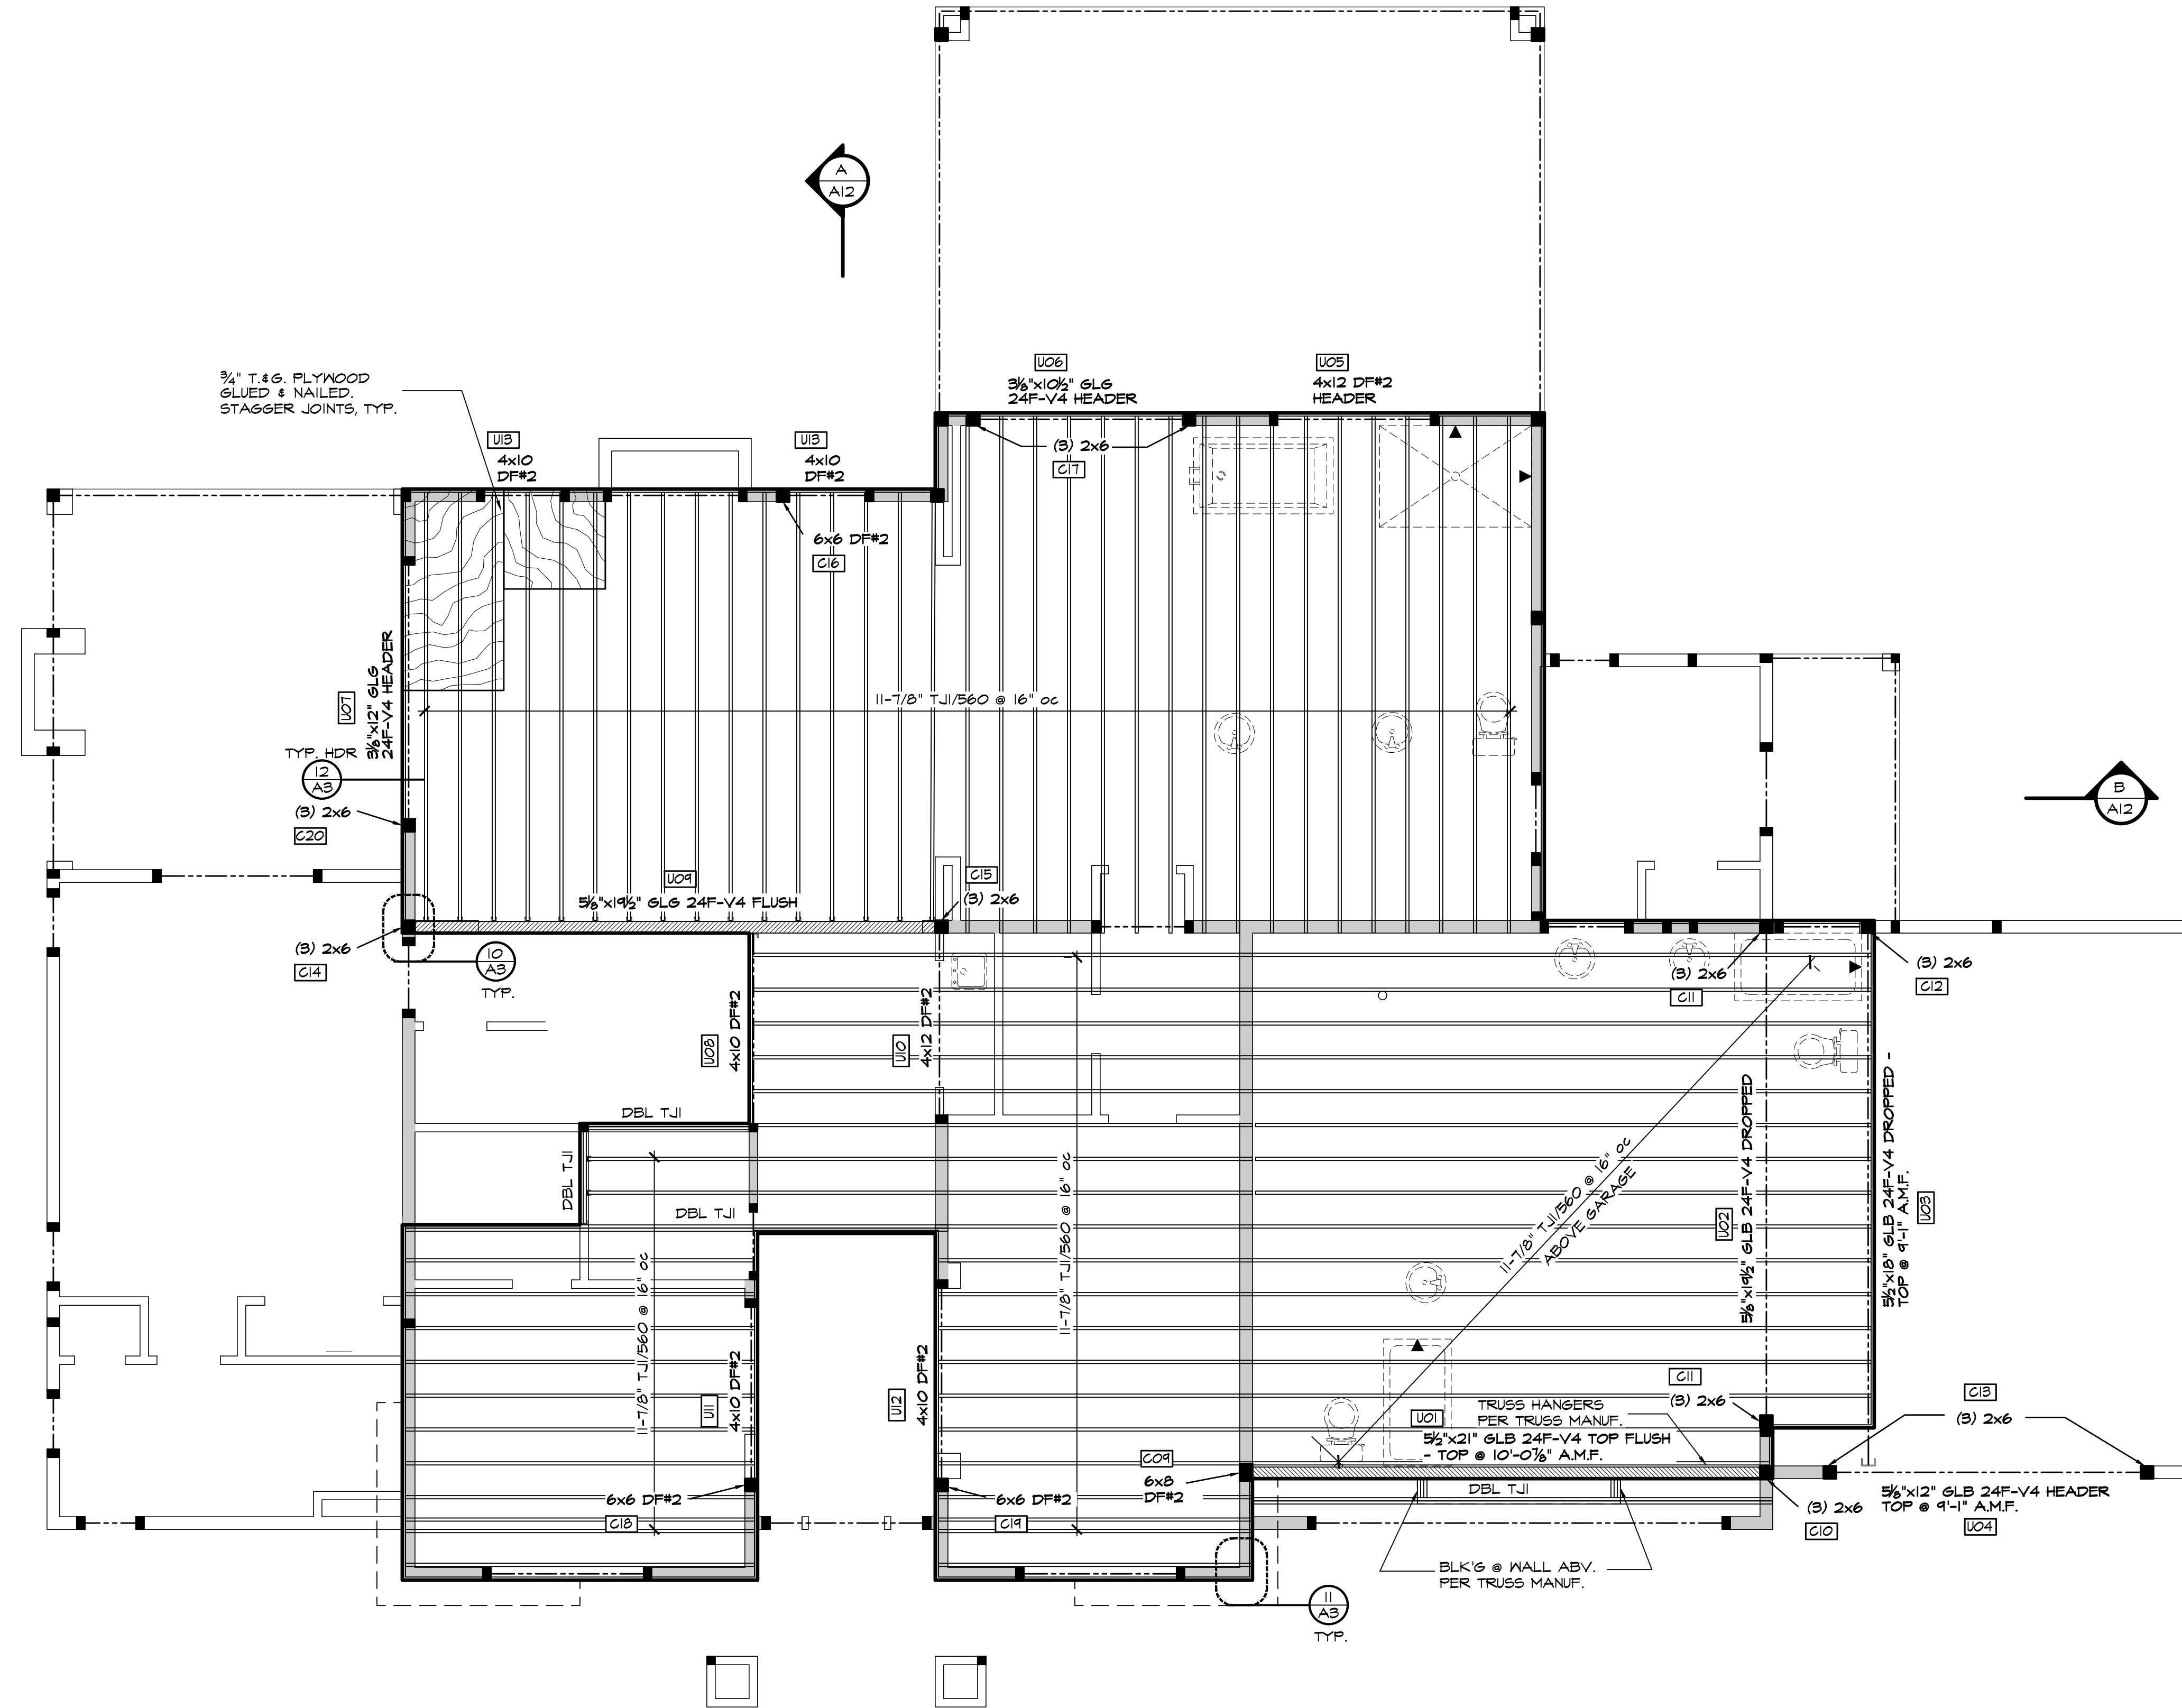 A
A12
U06
3⅛"x10½" GLG
24F-V4 HEADER
U05
4x12 DF#2
HEADER
¾" T.&G. PLYWOOD
GLUED & NAILED.
STAGGER JOINTS, TYP.
U13
4x10
DF#2
U13
4x10
DF#2
(3) 2x6
C17
6x6 DF#2
C16
U07
3⅛"x12" GLG
24F-V4 HEADER
11-7/8" TJI/560 @ 16" oc
TYP. HDR
12
A3
(3) 2x6
C20
B
A12
U09
5⅛"x19½" GLG 24F-V4 FLUSH
C15
(3) 2x6
(3) 2x6
C14
10
A3
TYP.
(3) 2x6
C11
(3) 2x6
C12
U08
4x10 DF#2
U10
4x12 DF#2
DBL TJI
DBL TJI
DBL TJI
11-7/8" TJI/560 @ 16" oc
11-7/8" TJI/560 @ 16" oc
11-7/8" TJI/560 @ 16" oc
ABOVE GARAGE
U02
5⅛"x19½" GLB 24F-V4 DROPPED
5½"x18" GLB 24F-V4 DROPPED -
TOP @ 9'-1" A.M.F.
U03
U11
4x10 DF#2
U12
4x10 DF#2
C11
(3) 2x6
C13
(3) 2x6
TRUSS HANGERS
PER TRUSS MANUF.
U01
5½"x21" GLB 24F-V4 TOP FLUSH
- TOP @ 10'-0⅞" A.M.F.
C09
6x8
DF#2
6x6 DF#2
C18
6x6 DF#2
C19
DBL TJI
(3) 2x6
C10
5⅛"x12" GLB 24F-V4 HEADER
TOP @ 9'-1" A.M.F.
U04
BLK'G @ WALL ABV.
PER TRUSS MANUF.
11
A3
TYP.